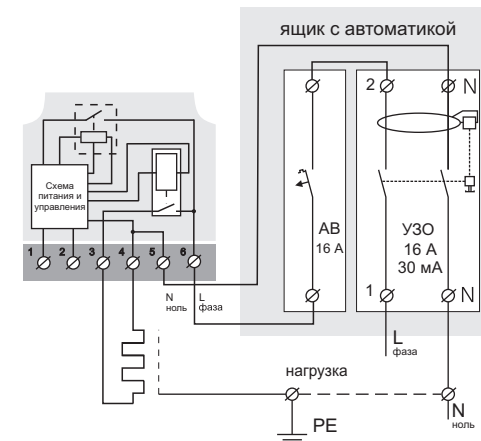 ящик с автоматикой
2
N
Схема
питания и
управления
АВ
16 А
УЗО
16 А
30 мА
1
2
3
4
5
6
1
N
N
ноль
L
фаза
L
фаза
нагрузка
N
ноль
PE